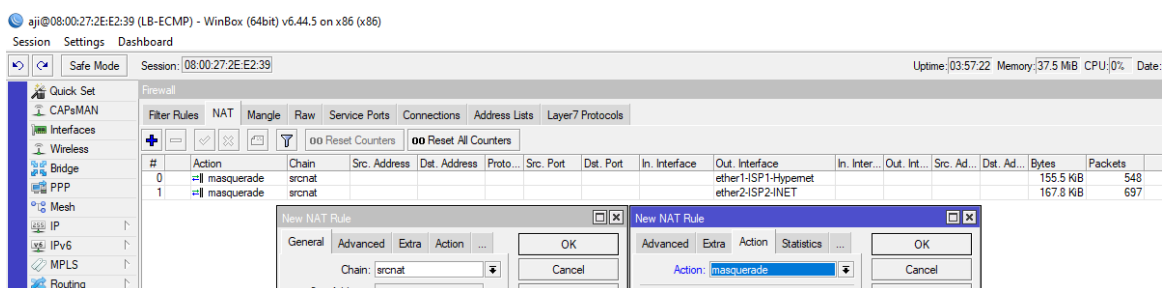 aji@08:00:27:2E:E2:39 (LB-ECMP) - WinBox (64bit) v6.44.5 on x86 (x86)
Session Settings Dashboard
Safe Mode Session: 08:00:27:2E:E2:39 Uptime: 03:57:22 Memory: 37.5 MiB CPU: 0% Date:
Quick Set
CAPsMAN
Interfaces
Wireless
Bridge
PPP
Mesh
IP
IPv6
MPLS
Routing
Firewall
Filter Rules NAT Mangle Raw Service Ports Connections Address Lists Layer7 Protocols
00 Reset Counters 00 Reset All Counters
# Action Chain Src. Address Dst. Address Proto... Src. Port Dst. Port In. Interface Out. Interface In. Inter... Out. Int... Src. Ad... Dst. Ad... Bytes Packets
0 masquerade srcnat ether1-ISP1-Hypernet 155.5 KiB 548
1 masquerade srcnat ether2-ISP2-INET 167.8 KiB 697
New NAT Rule
General Advanced Extra Action ... OK
Chain: srcnat Cancel
New NAT Rule
Advanced Extra Action Statistics ... OK
Action: masquerade Cancel